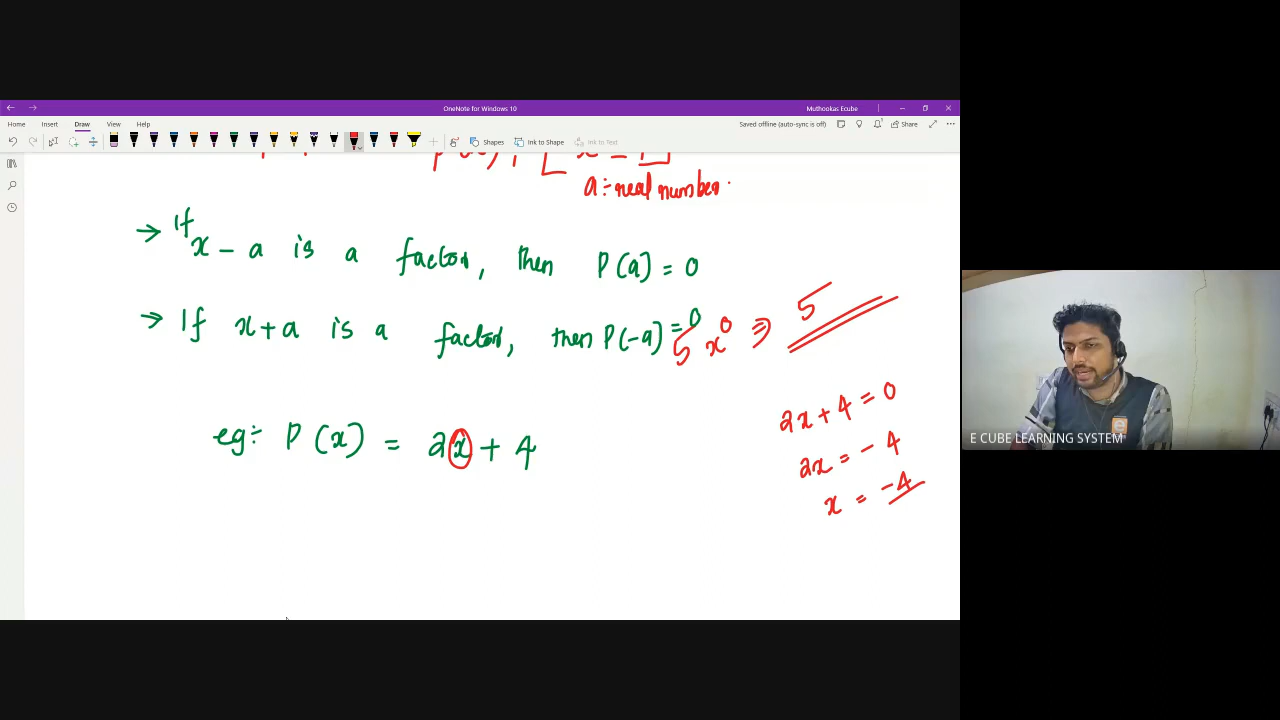 OneNote for Windows 10
Muthookas Ecube
Home Insert Draw View Help
Saved offline (auto-sync is off) Share
Shapes Ink to Shape Ink to Text
a÷real number.
→ If x - a is a factor, then P(a) = 0
→ If x+a is a factor, then P(-a) = 0
5 x⁰ ⇒ 5
eg÷ P(x) = 2x + 4
2x + 4 = 0
2x = - 4
x = -4
E CUBE LEARNING SYSTEM